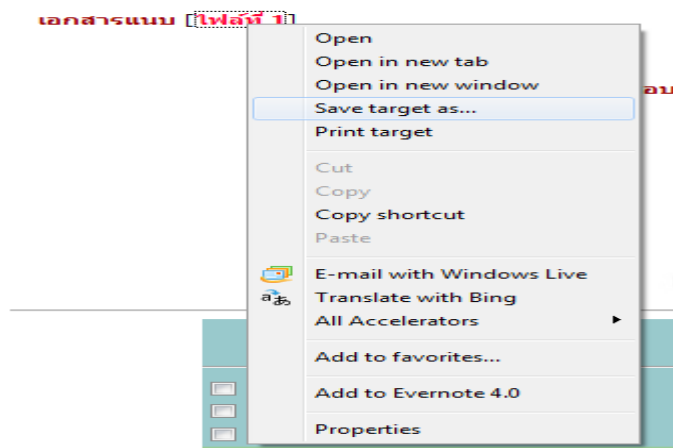 เอกสารแนบ [ไฟล์ที่ 1]
Open
Open in new tab
Open in new window
อบ
Save target as...
Print target
Cut
Copy
Copy shortcut
Paste
E-mail with Windows Live
Translate with Bing
All Accelerators
Add to favorites...
Add to Evernote 4.0
Properties